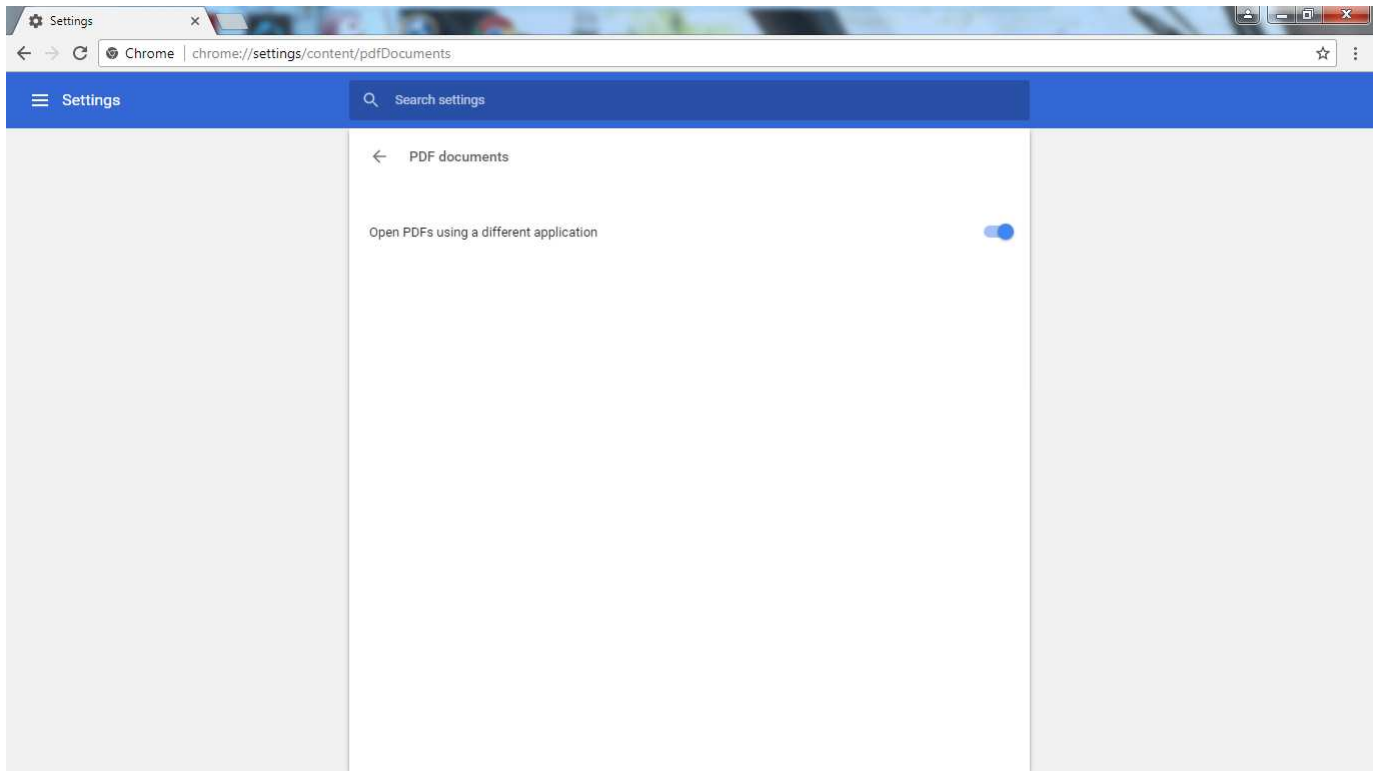 Settings
Chrome | chrome://settings/content/pdfDocuments
Settings
Search settings
PDF documents
Open PDFs using a different application